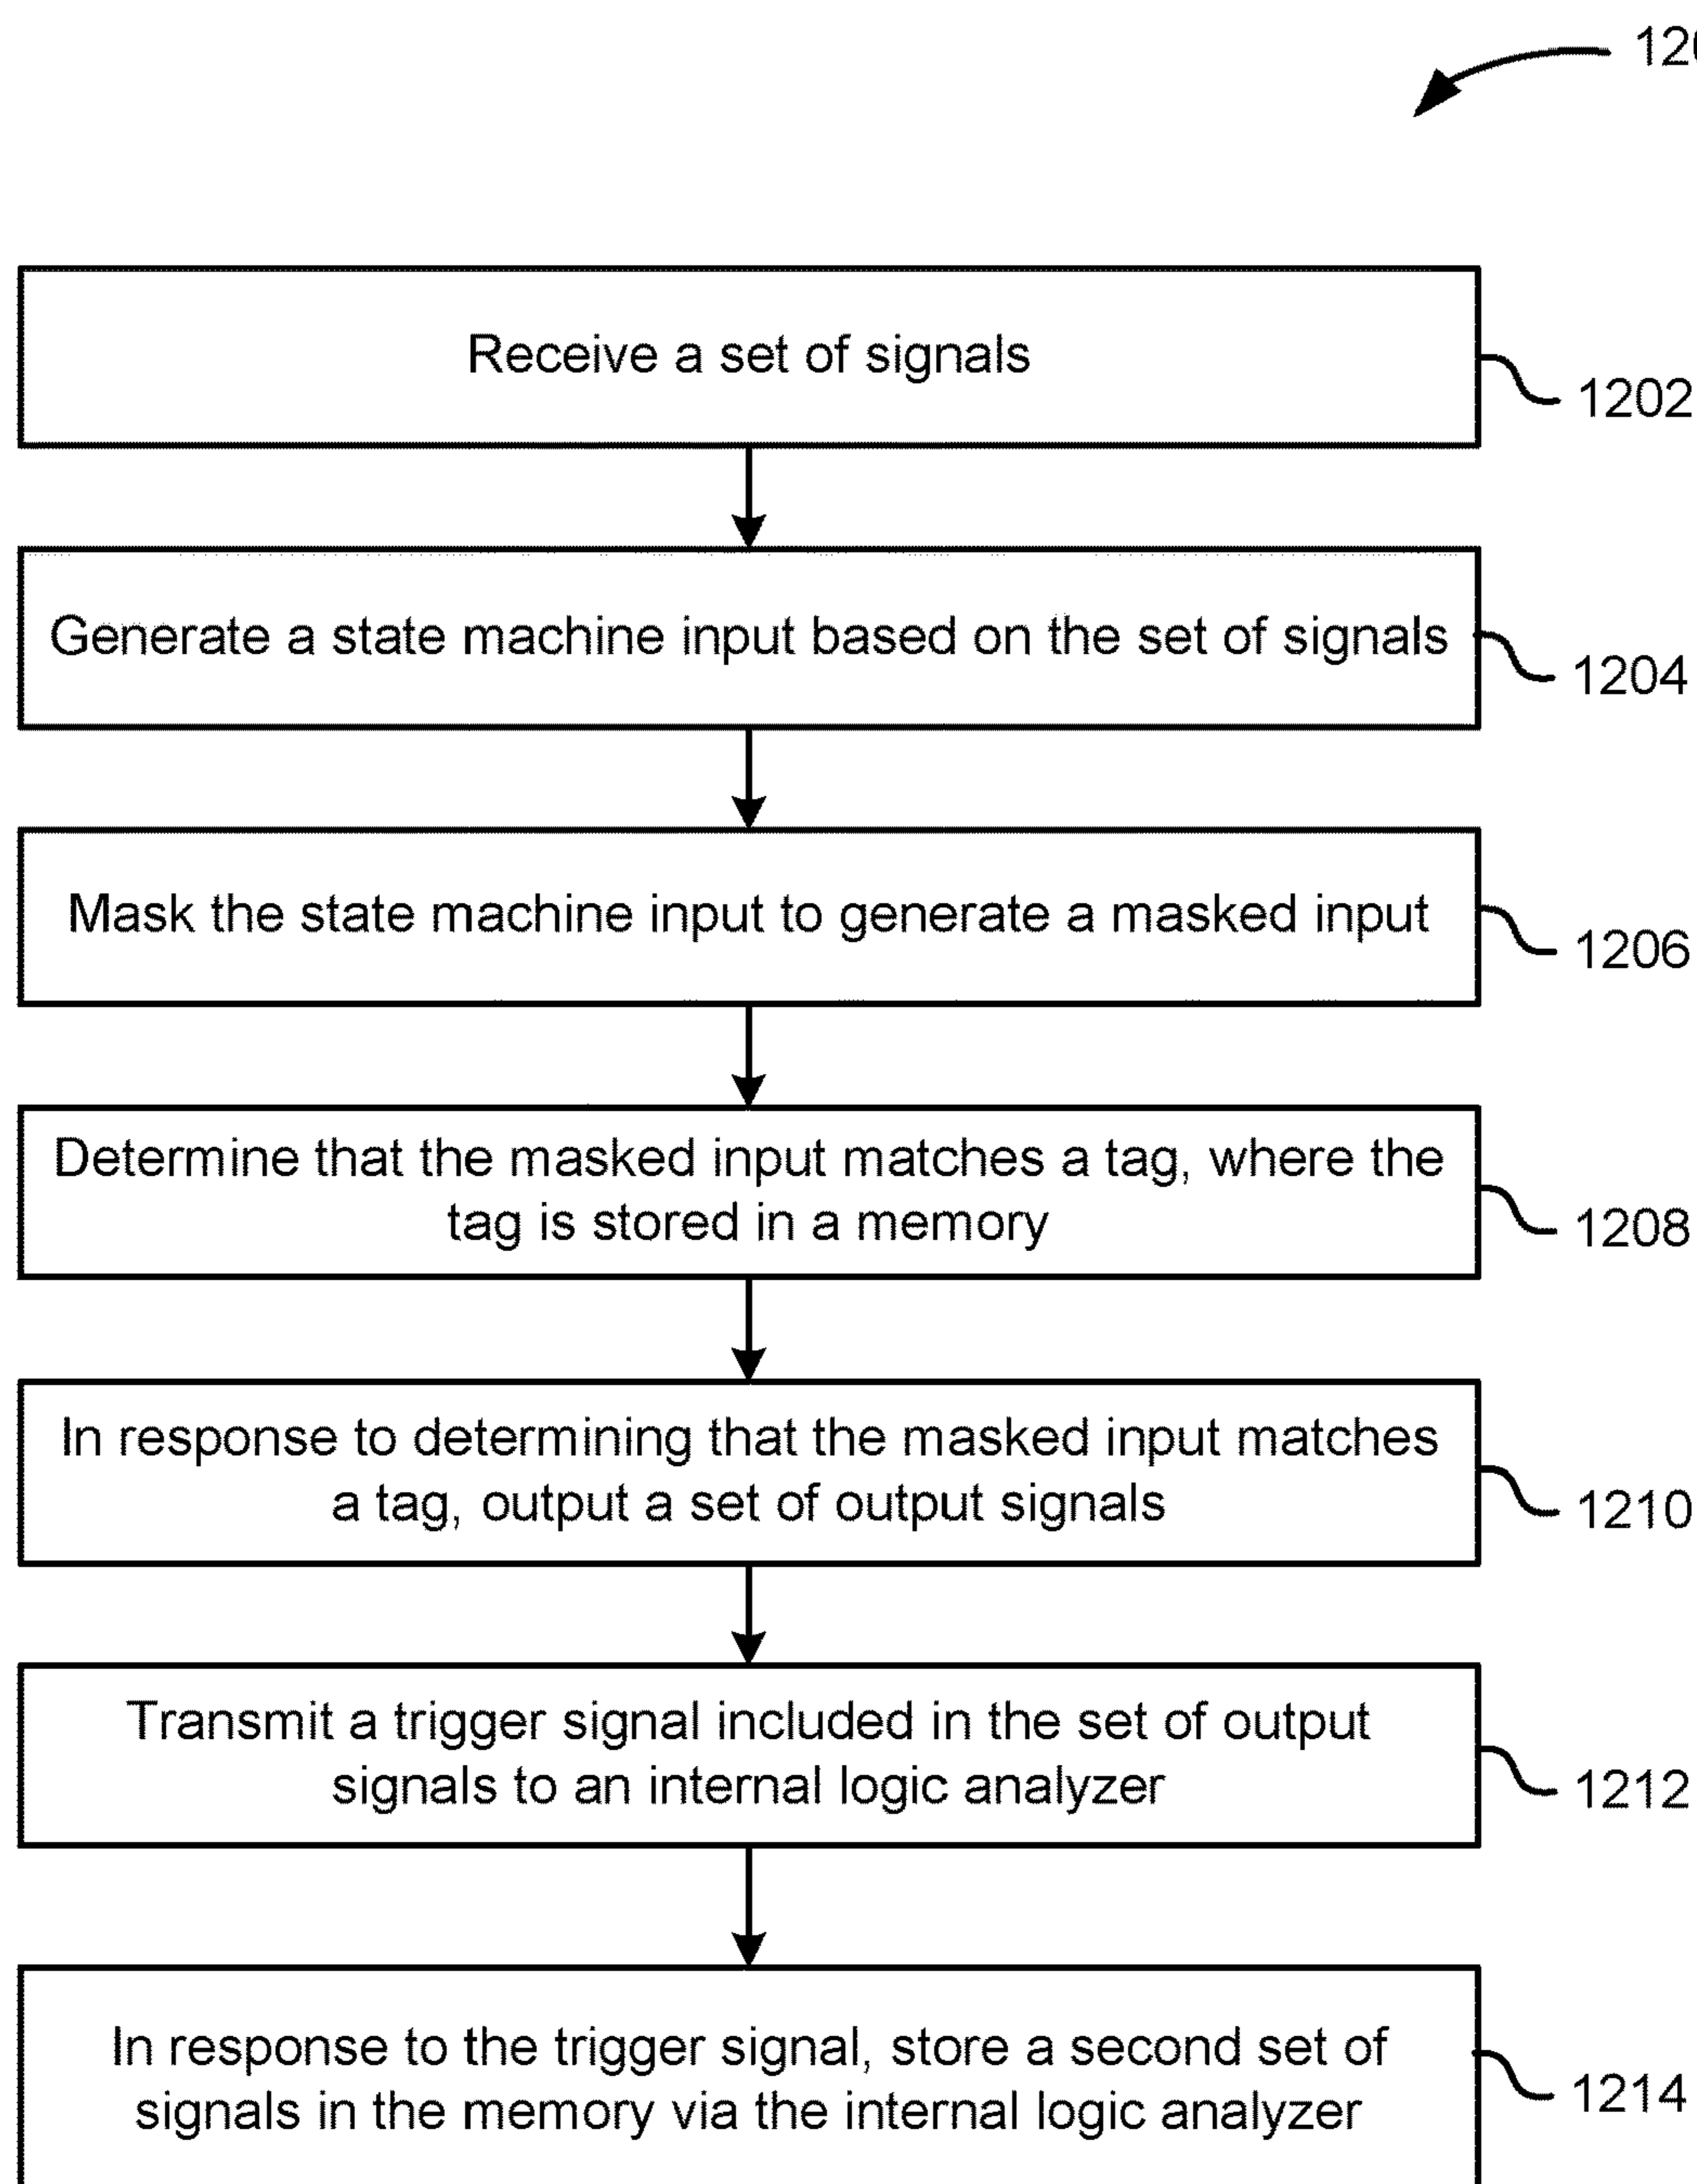 Receive a set of signals
1202
Generate a state machine input based on the set of signals
1204
Mask the state machine input to generate a masked input
1206
Determine that the masked input matches a tag, where the
tag is stored in a memory
1208
In response to determining that the masked input matches
a tag, output a set of output signals
1210
Transmit a trigger signal included in the set of output
signals to an internal logic analyzer
1212
In response to the trigger signal, store a second set of
signals in the memory via the internal logic analyzer
1214